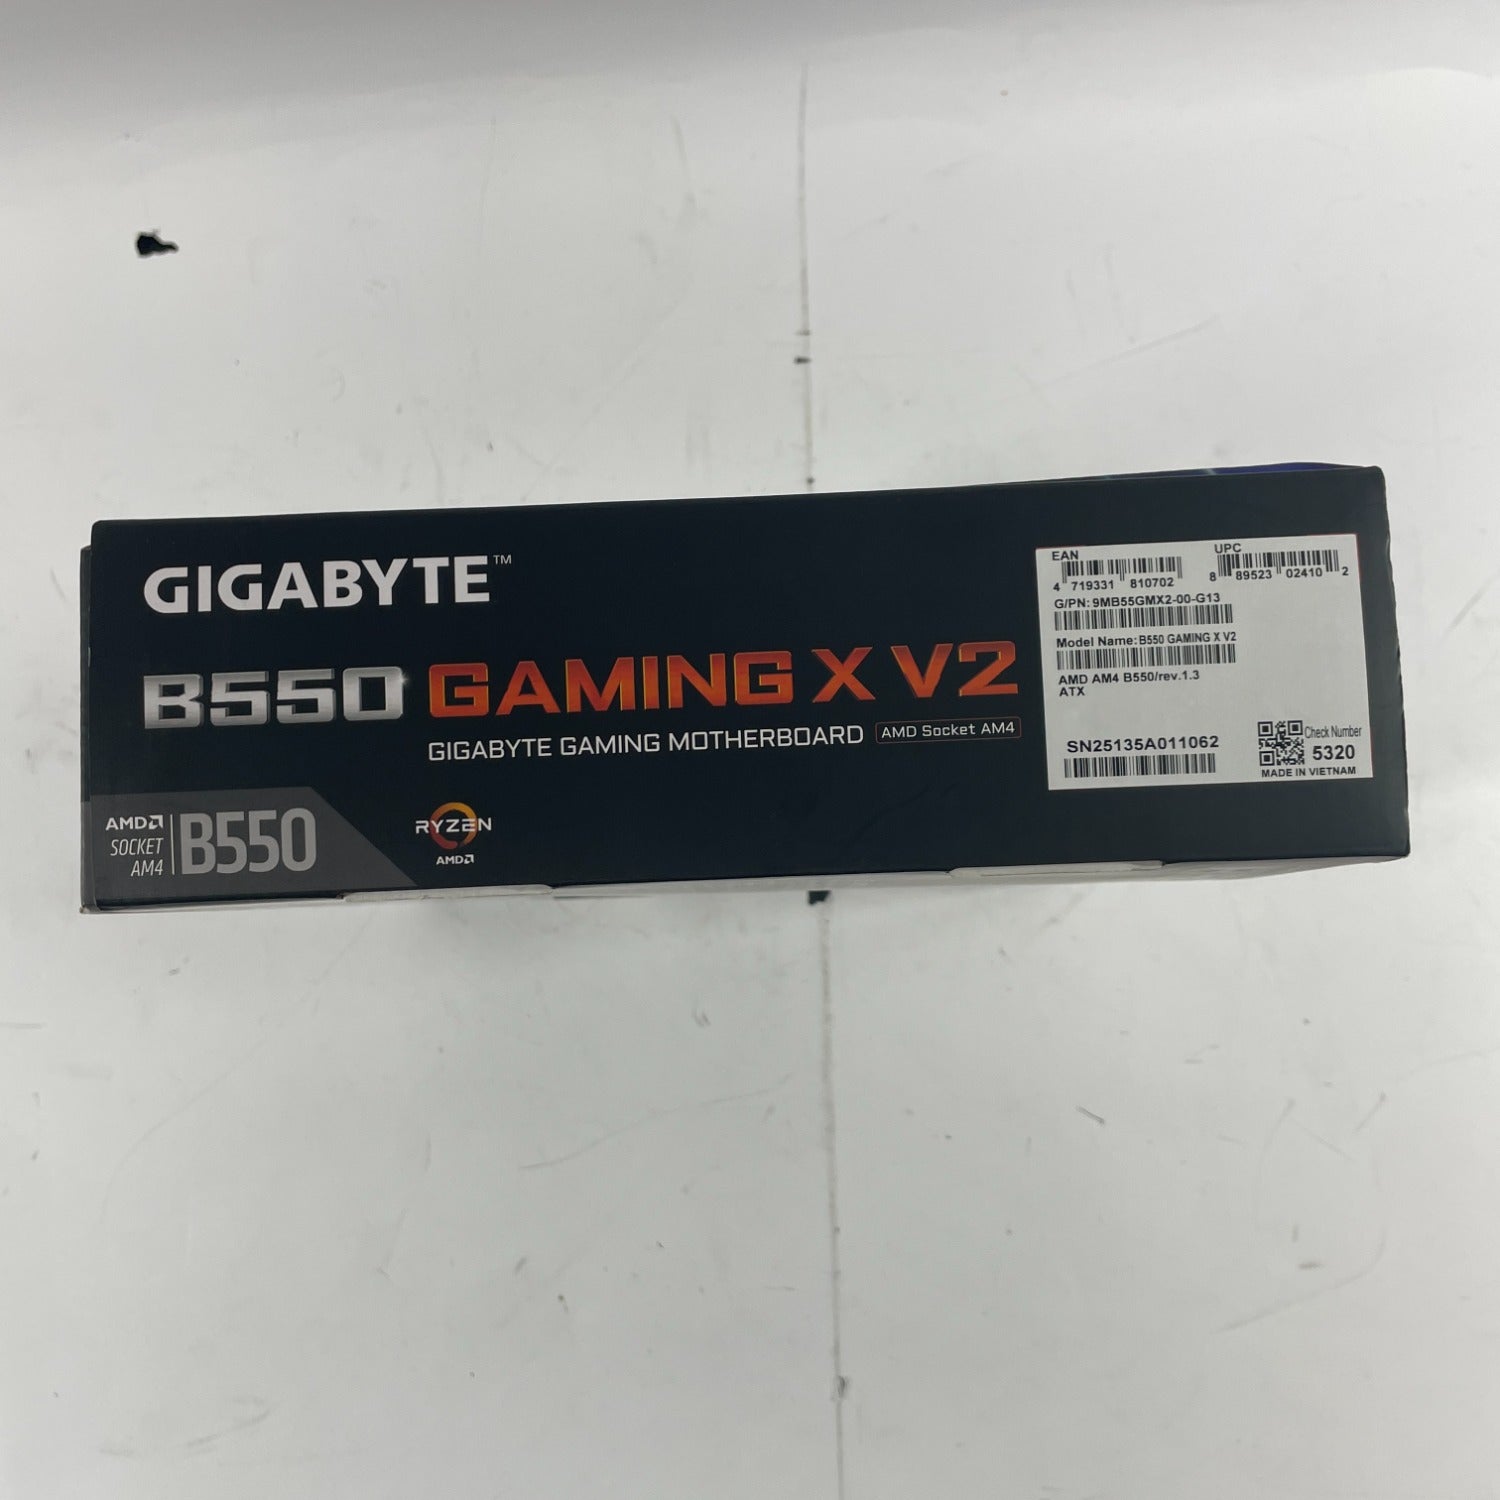 GIGABYTE™
B550 GAMING X V2
GIGABYTE GAMING MOTHERBOARD AMD Socket AM4
AMD
SOCKET
AM4
B550
RYZEN
AMD
EAN
4 719331 810702
UPC
8 89523 02410 2
G/PN: 9MB55GMX2-00-G13
Model Name: B550 GAMING X V2
AMD AM4 B550/rev.1.3
ATX
SN25135A011062
Check Number
5320
MADE IN VIETNAM